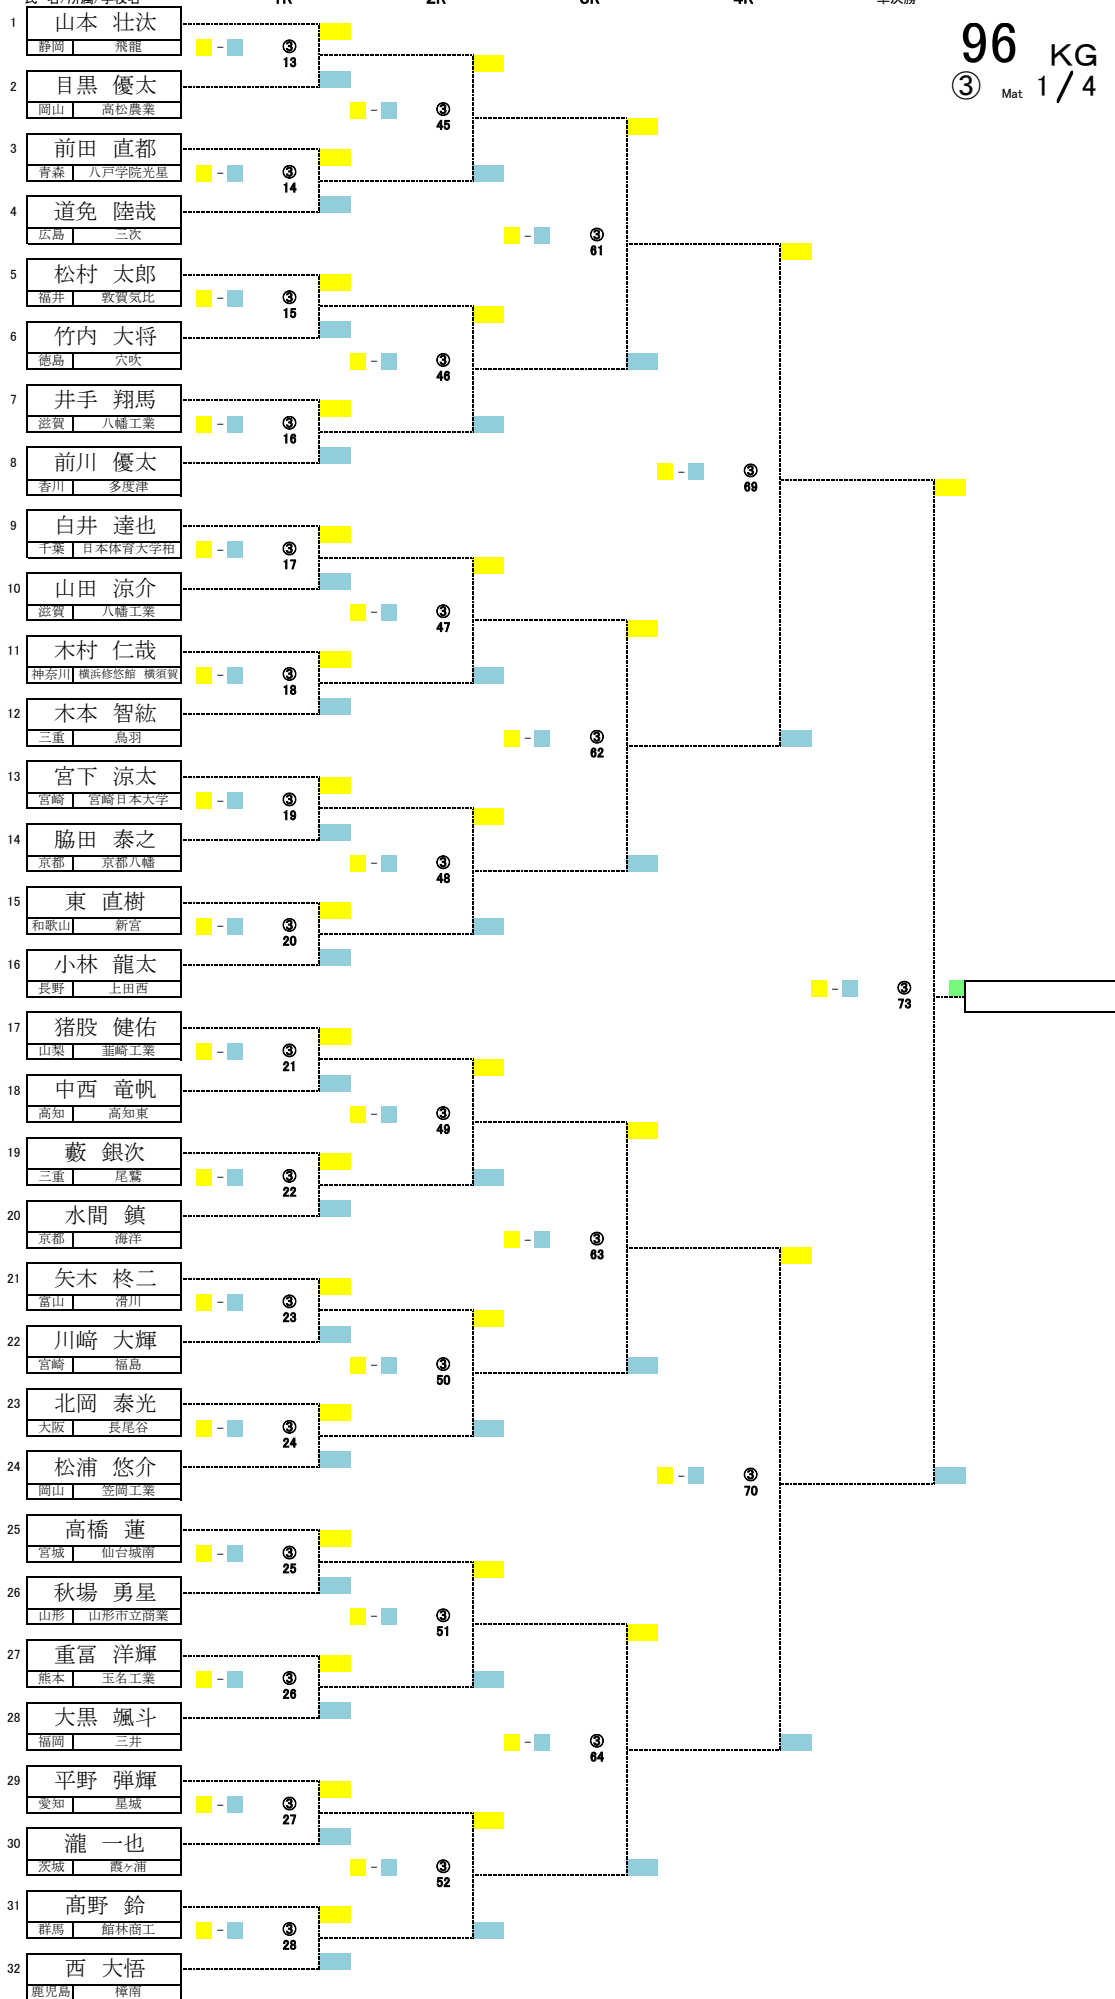 1R 2R 3R 4R 準決勝
96 KG
③ Mat 1/4
1 山本 壮汰
静岡 飛龍
- ③ 13
2 目黒 優太
岡山 高松農業
- ③ 45
3 前田 直都
青森 八戸学院光星
- ③ 14
4 道免 陸哉
広島 三次
- ③ 61
5 松村 太郎
福井 敦賀気比
- ③ 15
6 竹内 大将
徳島 穴吹
- ③ 46
7 井手 翔馬
滋賀 八幡工業
- ③ 16
8 前川 優太
香川 多度津
- ③ 69
9 白井 達也
千葉 日本体育大学柏
- ③ 17
10 山田 涼介
滋賀 八幡工業
- ③ 47
11 木村 仁哉
神奈川 横浜修悠館 横須賀
- ③ 18
12 木本 智紘
三重 鳥羽
- ③ 62
13 宮下 涼太
宮崎 宮崎日本大学
- ③ 19
14 脇田 泰之
京都 京都八幡
- ③ 48
15 東 直樹
和歌山 新宮
- ③ 20
16 小林 龍太
長野 上田西
- ③ 73
17 猪股 健佑
山梨 韮崎工業
- ③ 21
18 中西 竜帆
高知 高知東
- ③ 49
19 藪 銀次
三重 尾鷲
- ③ 22
20 水間 鎮
京都 海洋
- ③ 63
21 矢木 柊二
富山 滑川
- ③ 23
22 川﨑 大輝
宮崎 福島
- ③ 50
23 北岡 泰光
大阪 長尾谷
- ③ 24
24 松浦 悠介
岡山 笠岡工業
- ③ 70
25 高橋 蓮
宮城 仙台城南
- ③ 25
26 秋場 勇星
山形 山形市立商業
- ③ 51
27 重冨 洋輝
熊本 玉名工業
- ③ 26
28 大黒 颯斗
福岡 三井
- ③ 64
29 平野 弾輝
愛知 星城
- ③ 27
30 瀧 一也
茨城 霞ヶ浦
- ③ 52
31 髙野 鈴
群馬 館林商工
- ③ 28
32 西 大悟
鹿児島 樟南